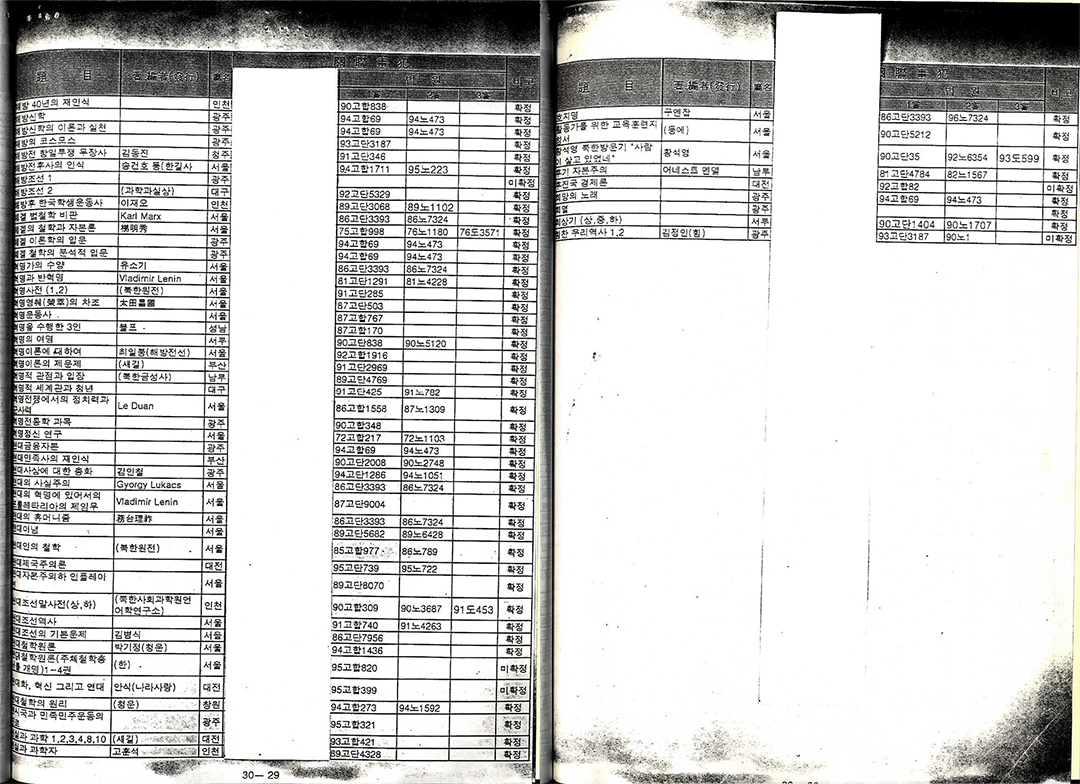 題 目 著編者(發行) 罪名 법 원 비고
1심 2심 3심
해방 40년의 재인식 인천 90고합838 확정
해방신학 광주 94고합69 94노473 확정
해방신학의 이론과 실천 광주 94고합69 94노473 확정
해방의 코스모스 광주 93고단3187 확정
해방전 항일무쟁 무장사 김동진 청주 91고단346 확정
해방전후사의 인식 송건호 등(한길사 서울 94고합1711 95노223 확정
해방조선 1 광주 미확정
해방조선 2 (과학과실상) 대구 92고단5329 확정
해방후 한국학생운동사 이재오 인천 89고단3068 89노1102 확정
헤겔 법철학 비판 Karl Marx 서울 86고단3393 86노7324 확정
헤겔의 철학과 자본론 梯明秀 서울 75고합998 76노1180 76도3571 확정
헤겔 이론학의 입문 광주 94고합69 94노473 확정
헤겔 철학의 분석적 입문 광주 94고합69 94노473 확정
혁명가의 수양 유소기 서울 86고단3393 86노7324 확정
혁명과 반혁명 Vladimir Lenin 서울 81고단1291 81노4228 확정
혁명사전 (1,2) (북한원전) 서울 91고단285 확정
혁명영웨(榮華)의 차조 太田昌國 서울 87고단503 확정
혁명운동사 서울 87고합767 확정
혁명을 수행한 3인 볼프 성남 87고합170 확정
혁명의 여명 서부 90고단838 90노5120 확정
혁명이론에 대하여 최일붕(해방전선) 서울 92고합1916 확정
혁명이론의 제문제 (새길) 부산 91고단2969 확정
혁명적 관점과 입장 (북한금성사) 남부 89고단4769 확정
혁명적 세계관과 청년 대구 91고단425 91노782 확정
혁명전쟁에서의 정치력과
군사력 Le Duan 서울 86고합1558 87노1309 확정
혁명전통학 과목 광주 90고합348 확정
혁명정신 연구 서울 72고합217 72노1103 확정
현대금융자본 광주 94고합69 94노473 확정
현대민족사의 재인식 부산 90고단2008 90노2748 확정
현대사상에 대한 총화 김인철 광주 94고단1286 94노1051 확정
현대의 사실주의 Gyorgy Lukacs 서울 86고단3393 86노7324 확정
현대의 혁명에 있어서의
프롤레타리아의 제임무 Vladimir Lenin 서울 87고단9004 확정
현대의 휴머니즘 務台理作 서울 86고단3393 86노7324 확정
현대이념 서울 89고단5682 89노6428 확정
현대인의 철학 (북한원전) 서울 85고합977 86노789 확정
현대제국주의론 대전 95고단739 95노722 확정
현대자본주의하 인플레이
서울 89고단8070 확정
현대조선말사전(상,하) (북한사회과학원언
어학연구소) 인천 90고합309 90노3687 91도453 확정
현대조선역사 서울 91고합740 91노4263 확정
현대조선의 기본문제 김병식 서울 86고단7956 확정
현대철학원론 박기정(청운) 서울 94고합1436 확정
현대철학원론(주체철학총
개명)1-4권 (한) 서울 95고합820 미확정
현대화, 혁신 그리고 연대 안식(나라사랑) 대전 95고합399 미확정
현대철학의 원리 (청운) 창원 94고합273 94노1592 확정
현시국과 민족민주운동의
광주 95고합321 확정
현실과 과학 1,2,3,4,8,10 (새길) 대전 93고합421 확정
현실과 과학자 고훈석 인천 89고단4328 확정
30- 29
題 目 著編者(發行) 罪名 법 원 비고
1심 2심 3심
호지명 구엔잡 서울 86고단3393 96노7324 확정
활동가를 위한 교육훈련지
침서 (등에) 서울 90고단5212 확정
황석영 북한방문기 "사람
이 살고 있었네" 황석영 서울 90고단35 92노6354 93도599 확정
후기 자본주의 어네스트 엔델 남부 81고단4784 82노1567 확정
후진국 경제론 대전 92고합82 미확정
희망의 노래 광주 94고합69 94노473 확정
광주 확정
(상,중,하) 서부 90고단1404 90노1707 확정
우리역사 1,2 김정인(힘) 광주 93고단3187 90노1 미확정